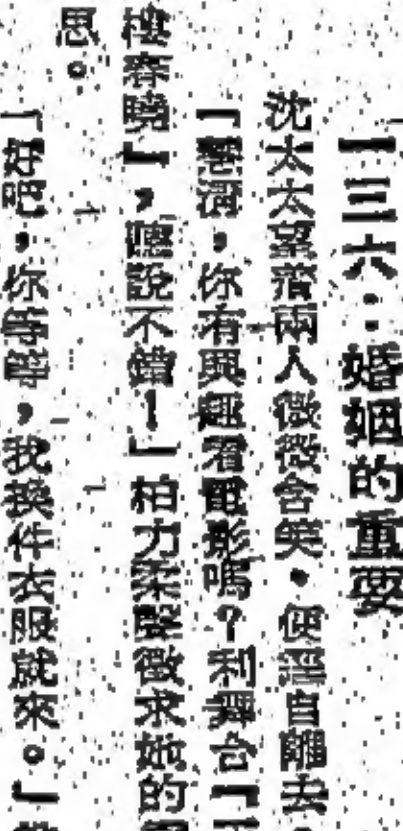 一三六：婚姻的重要
沈太太望着兩人微微含笑，便逕自離去
，你有興趣看電影嗎？利舞台「
樓春曉」，聽說不錯！」柏力柔聲徵求她的
思。
「好吧，你等等，我換件衣服就來。」